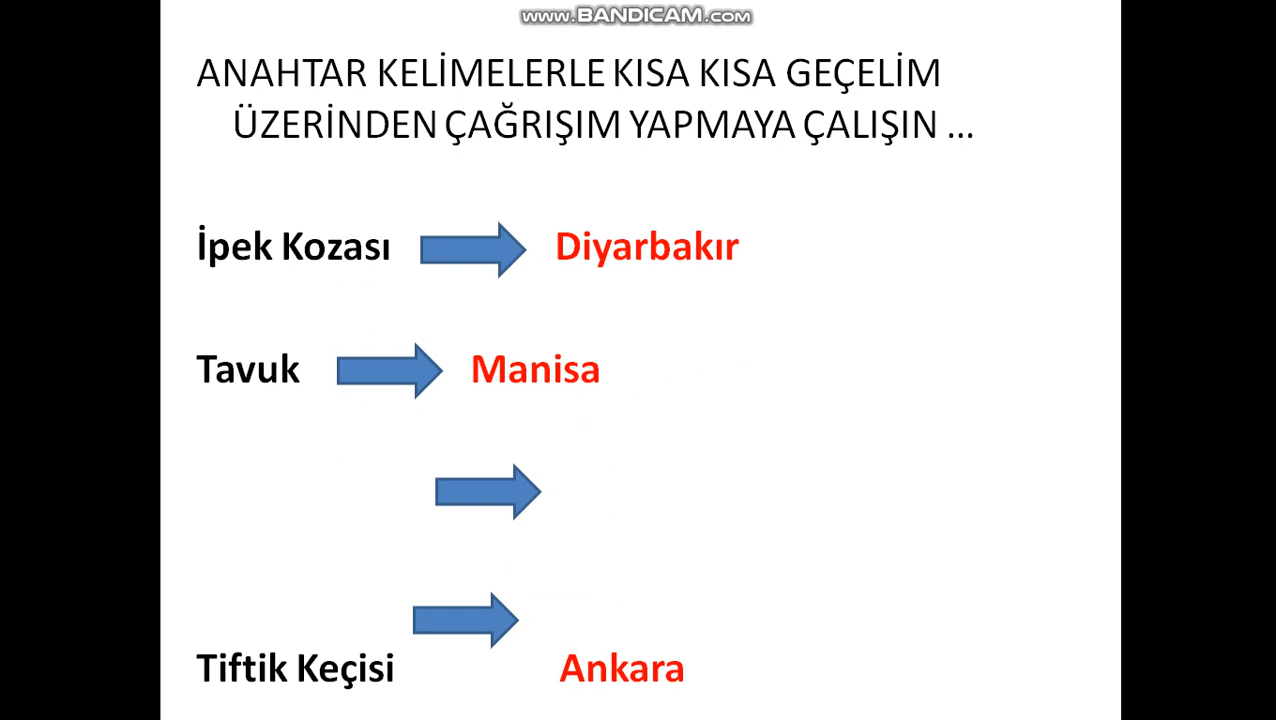 www.BANDICAM.com
ANAHTAR KELİMELERLE KISA KISA GEÇELİM
ÜZERİNDEN ÇAĞRIŞIM YAPMAYA ÇALIŞIN ...
İpek Kozası Diyarbakır
Tavuk Manisa
Tiftik Keçisi Ankara